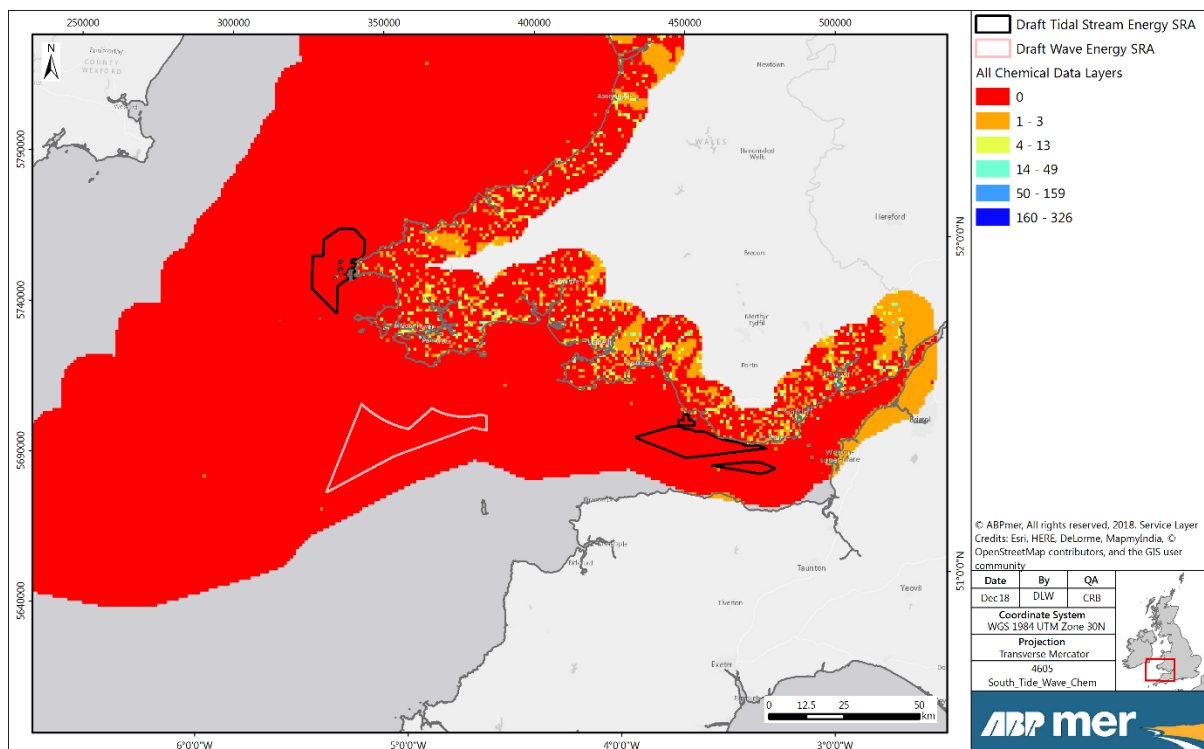 250000 300000 350000 400000 450000 500000
N
COUNTY
WEXFORD
Newtown
WALES
Hereford
Brecon
Merthyr
Tydfil
Taunton
Yeovil
Tiverton
Exeter
5790000
5740000
5690000
5640000
52°0'N
51°0'N
6°0'0"W 5°0'0"W 4°0'0"W 3°0'0"W
0 12.5 25 50
km
Draft Tidal Stream Energy SRA
Draft Wave Energy SRA
All Chemical Data Layers
0
1 - 3
4 - 13
14 - 49
50 - 159
160 - 326
© ABPmer, All rights reserved, 2018. Service Layer
Credits: Esri, HERE, DeLorme, MapmyIndia, ©
OpenStreetMap contributors, and the GIS user
community
Date By QA
Dec18 DLW CRB
Coordinate System
WGS 1984 UTM Zone 30N
Projection
Transverse Mercator
4605
South_Tide_Wave_Chem
ABPmer